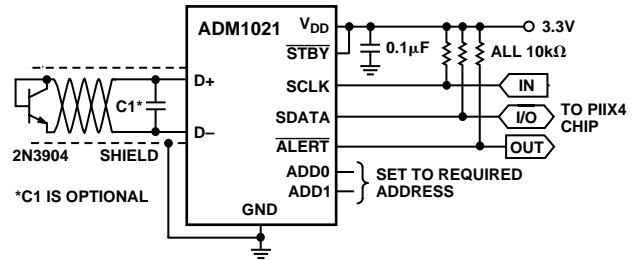 ADM1021
VDD
3.3V
STBY
0.1µF
ALL 10kΩ
D+
SCLK
IN
C1*
SDATA
I/O
TO PIIX4
CHIP
D–
2N3904
SHIELD
ALERT
OUT
ADD0
SET TO REQUIRED
ADD1
ADDRESS
*C1 IS OPTIONAL
GND